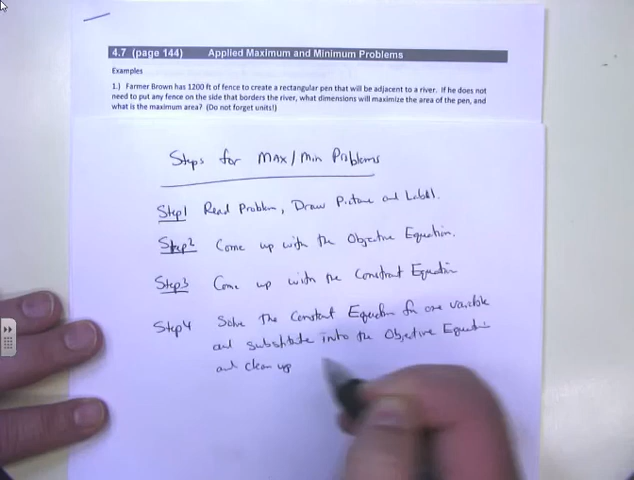 4.7 (page 144) Applied Maximum and Minimum Problems
Examples
1.) Farmer Brown has 1200 ft of fence to create a rectangular pen that will be adjacent to a river. If he does not
need to put any fence on the side that borders the river, what dimensions will maximize the area of the pen, and
what is the maximum area? (Do not forget units!)
Steps for Max/Min Problems
Step1 Read Problem, Draw Picture and Label.
Step2 Come up with the Objective Equation.
Step3 Come up with the Constraint Equation
Step4 Solve the Constraint Equation for one variable
and substitute into the Objective Equation
and clean up